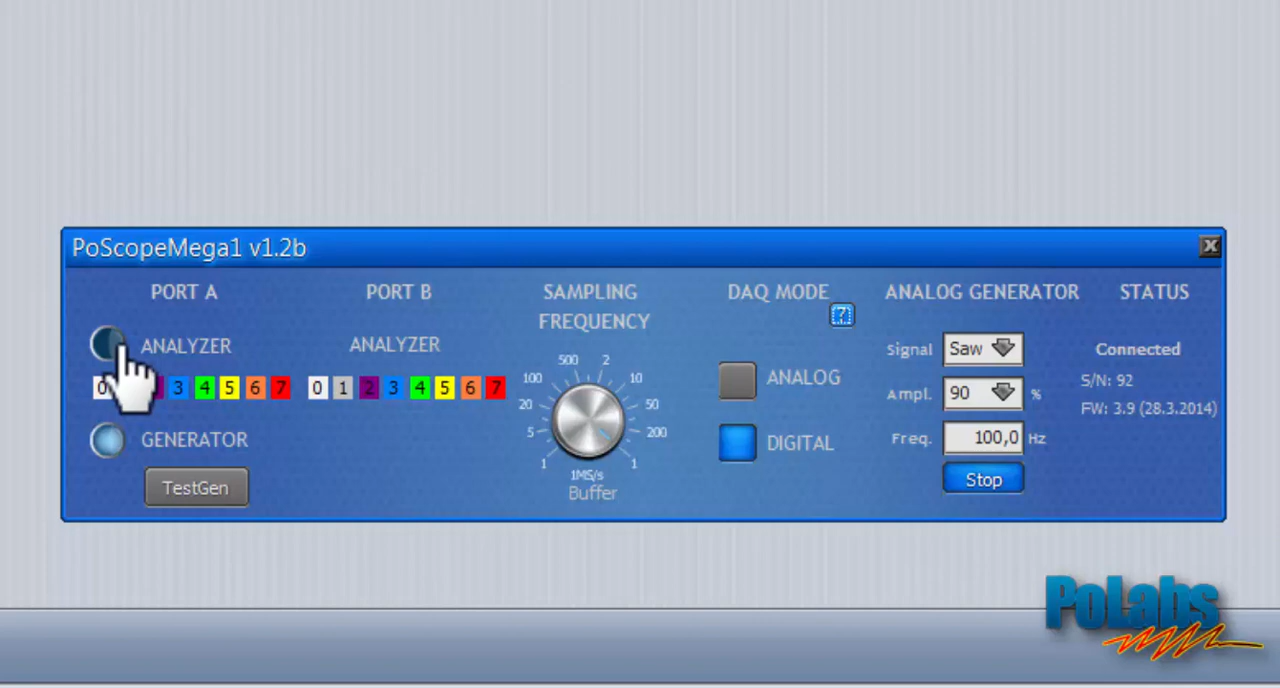 PoScopeMega1 v1.2b
PORT A
ANALYZER
0 3 4 5 6 7
GENERATOR
TestGen
PORT B
ANALYZER
0 1 2 3 4 5 6 7
SAMPLING
FREQUENCY
500 2
100 10
20 50
5 200
1 1
1MS/s
Buffer
DAQ MODE
?
ANALOG
DIGITAL
ANALOG GENERATOR
Signal Saw
Ampl. 90 %
Freq. 100,0 Hz
Stop
STATUS
Connected
S/N: 92
FW: 3.9 (28.3.2014)
PoLabs